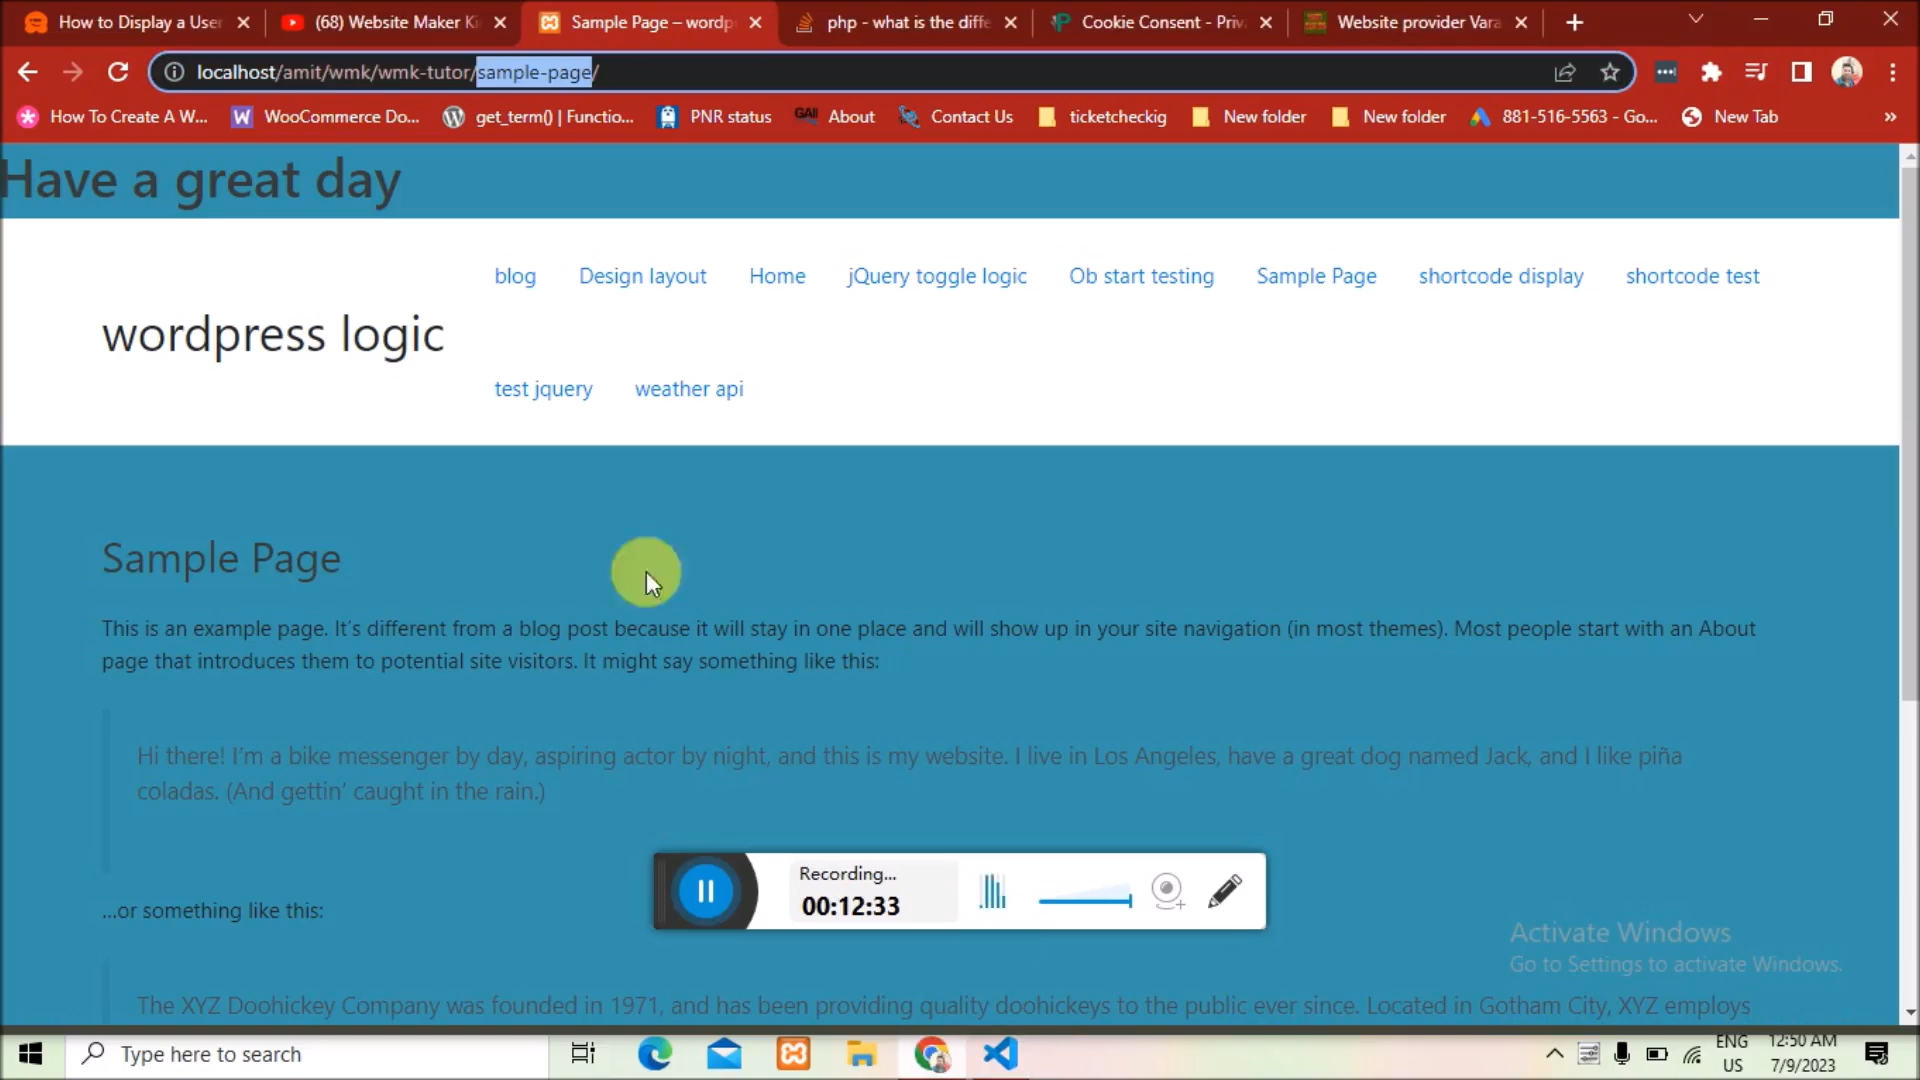 How to Display a User
(68) Website Maker Ki
Sample Page – wordp
php - what is the diffe
Cookie Consent - Priv
Website provider Vara
localhost/amit/wmk/wmk-tutor/sample-page/
How To Create A W...
WooCommerce Do...
get_term() | Functio...
PNR status
GAII About
Contact Us
ticketcheckig
New folder
New folder
881-516-5563 - Go...
New Tab
»
Have a great day
blog
Design layout
Home
jQuery toggle logic
Ob start testing
Sample Page
shortcode display
shortcode test
wordpress logic
test jquery
weather api
Sample Page
This is an example page. It’s different from a blog post because it will stay in one place and will show up in your site navigation (in most themes). Most people start with an About
page that introduces them to potential site visitors. It might say something like this:
Hi there! I’m a bike messenger by day, aspiring actor by night, and this is my website. I live in Los Angeles, have a great dog named Jack, and I like piña
coladas. (And gettin’ caught in the rain.)
Recording...
00:12:33
...or something like this:
Activate Windows
Go to Settings to activate Windows.
The XYZ Doohickey Company was founded in 1971, and has been providing quality doohickeys to the public ever since. Located in Gotham City, XYZ employs
Type here to search
ENG
US
12:50 AM
7/9/2023